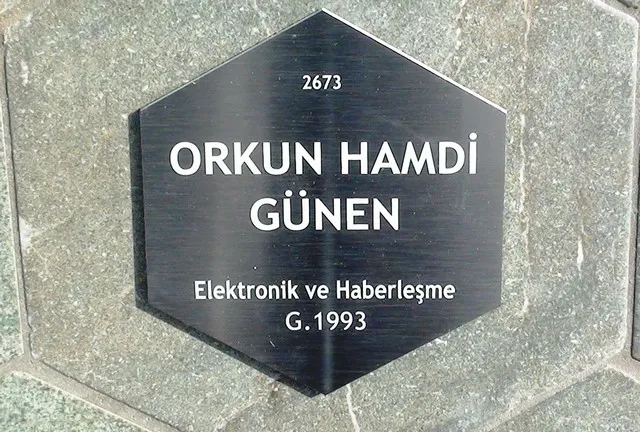 2673
ORKUN HAMDİ
GÜNEN
Elektronik ve Haberleşme
G.1993